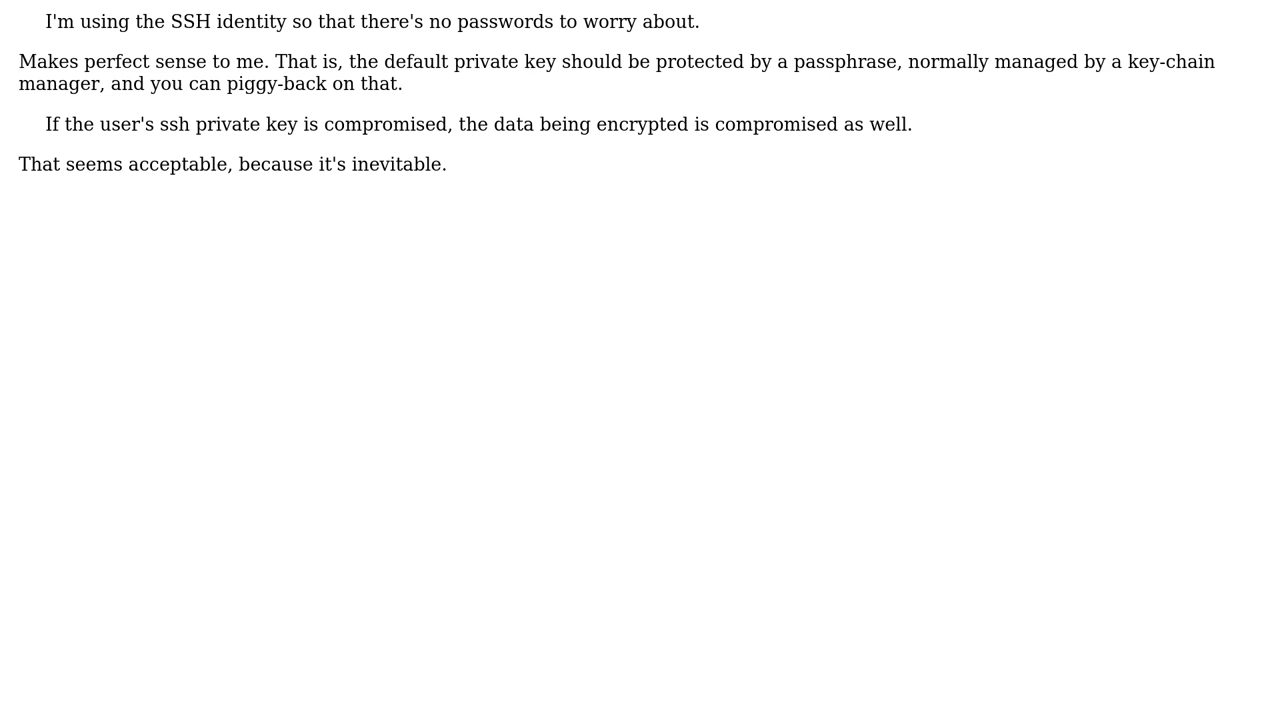 I'm using the SSH identity so that there's no passwords to worry about.
Makes perfect sense to me. That is, the default private key should be protected by a passphrase, normally managed by a key-chain
manager, and you can piggy-back on that.
If the user's ssh private key is compromised, the data being encrypted is compromised as well.
That seems acceptable, because it's inevitable.